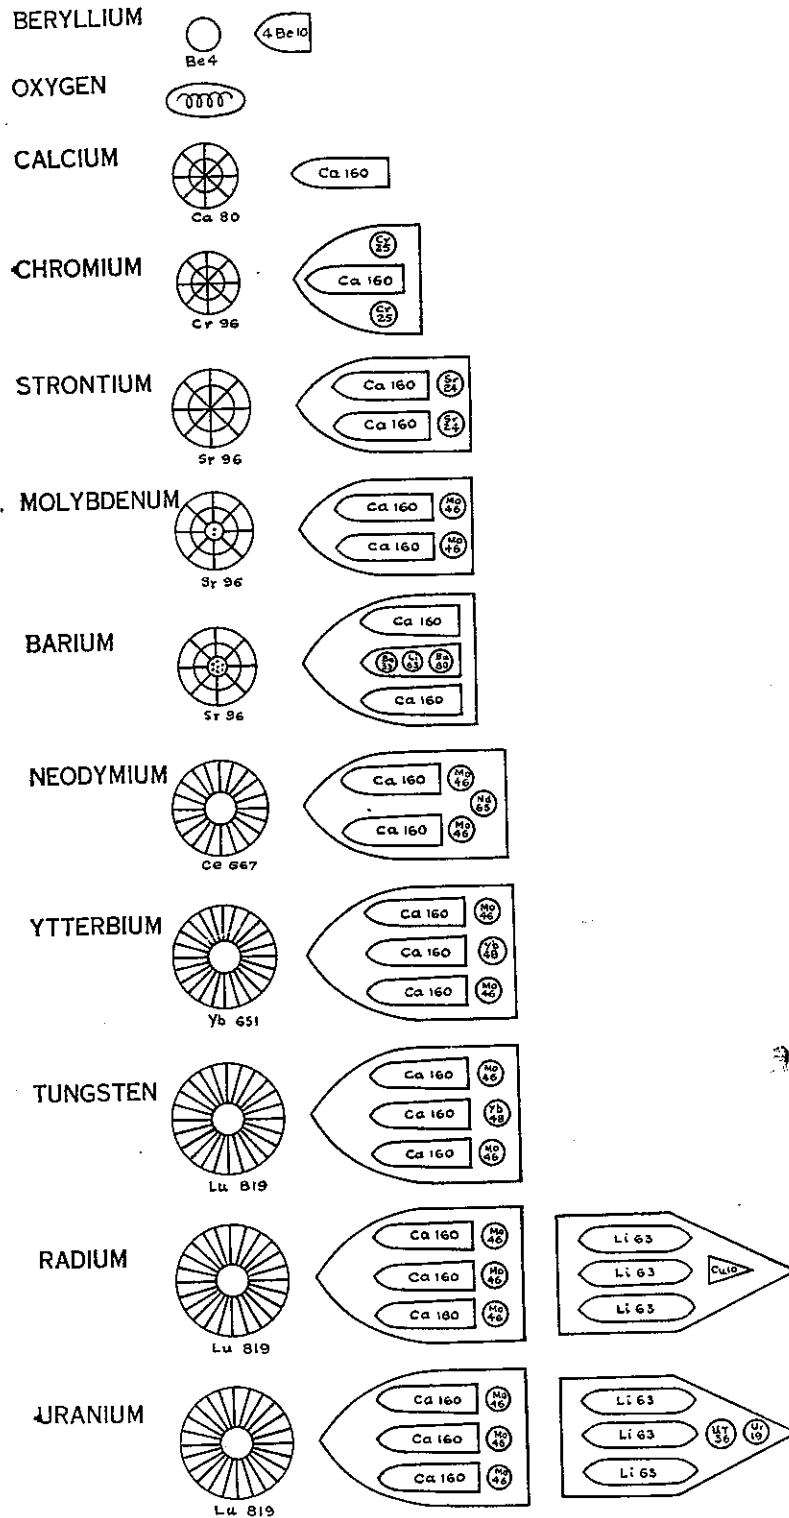 BERYLLIUM
4 Be 10
Be 4
OXYGEN
CALCIUM
Ca 160
Ca 80
CHROMIUM
Cr 25
Ca 160
Cr 25
Cr 96
STRONTIUM
Ca 160 Sr 24
Ca 160 Sr 24
Sr 96
MOLYBDENUM
Ca 160 Mo 46
Ca 160 Mo 46
Sr 96
BARIUM
Ca 160
Li 63 Ba 80
Ca 160
Sr 96
NEODYMIUM
Ca 160 Mo 46
Nd 65
Ca 160 Mo 46
Ce 667
YTTERBIUM
Ca 160 Mo 46
Ca 160 Yb 48
Ca 160 Mo 46
Yb 651
TUNGSTEN
Ca 160 Mo 46
Ca 160 Yb 48
Ca 160 Mo 46
Lu 819
RADIUM
Ca 160 Mo 46 Li 63
Ca 160 Mo 46 Li 63 Cu 10
Ca 160 Mo 46 Li 63
Lu 819
URANIUM
Ca 160 Mo 46 Li 63
Ca 160 Mo 46 Li 63 Ur 36 Ur 19
Ca 160 Mo 46 Li 63
Lu 819